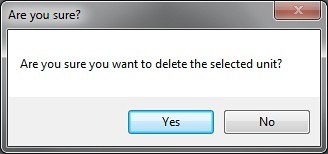 Are you sure?
Are you sure you want to delete the selected unit?
Yes No